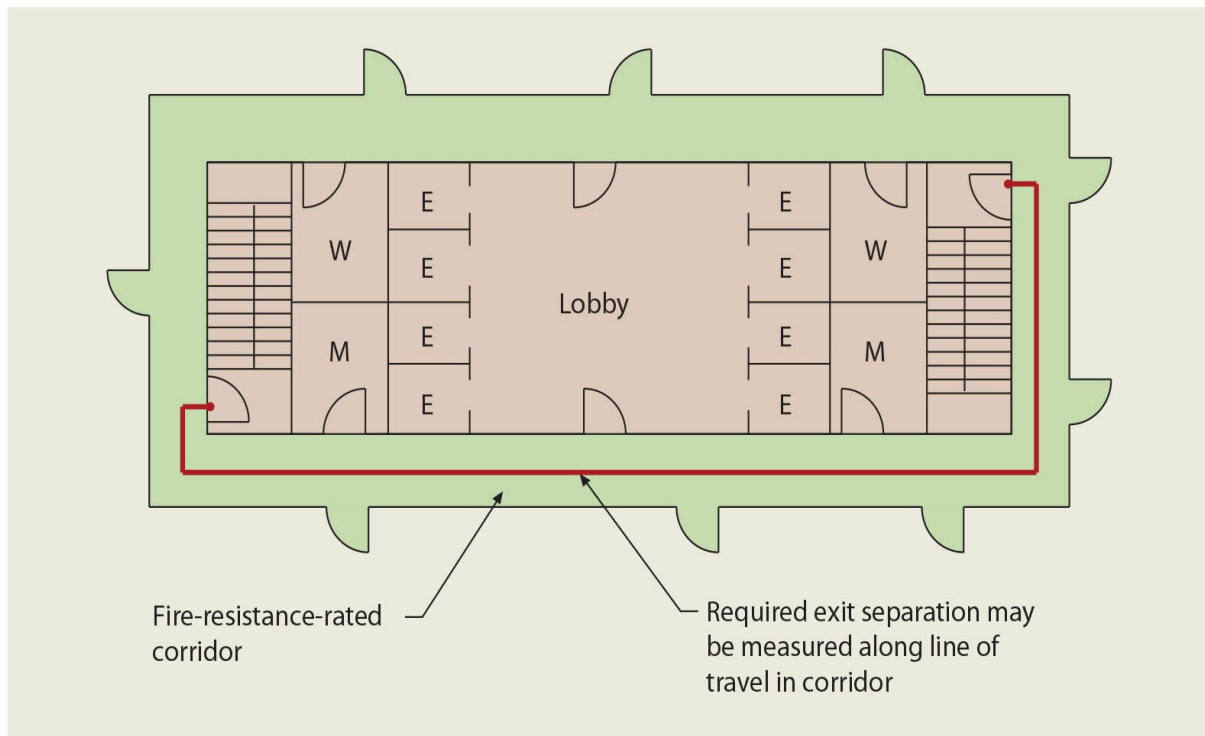 E
E
W
W
E
E
Lobby
E
E
M
M
E
E
Fire-resistance-rated
corridor
Required exit separation may
be measured along line of
travel in corridor